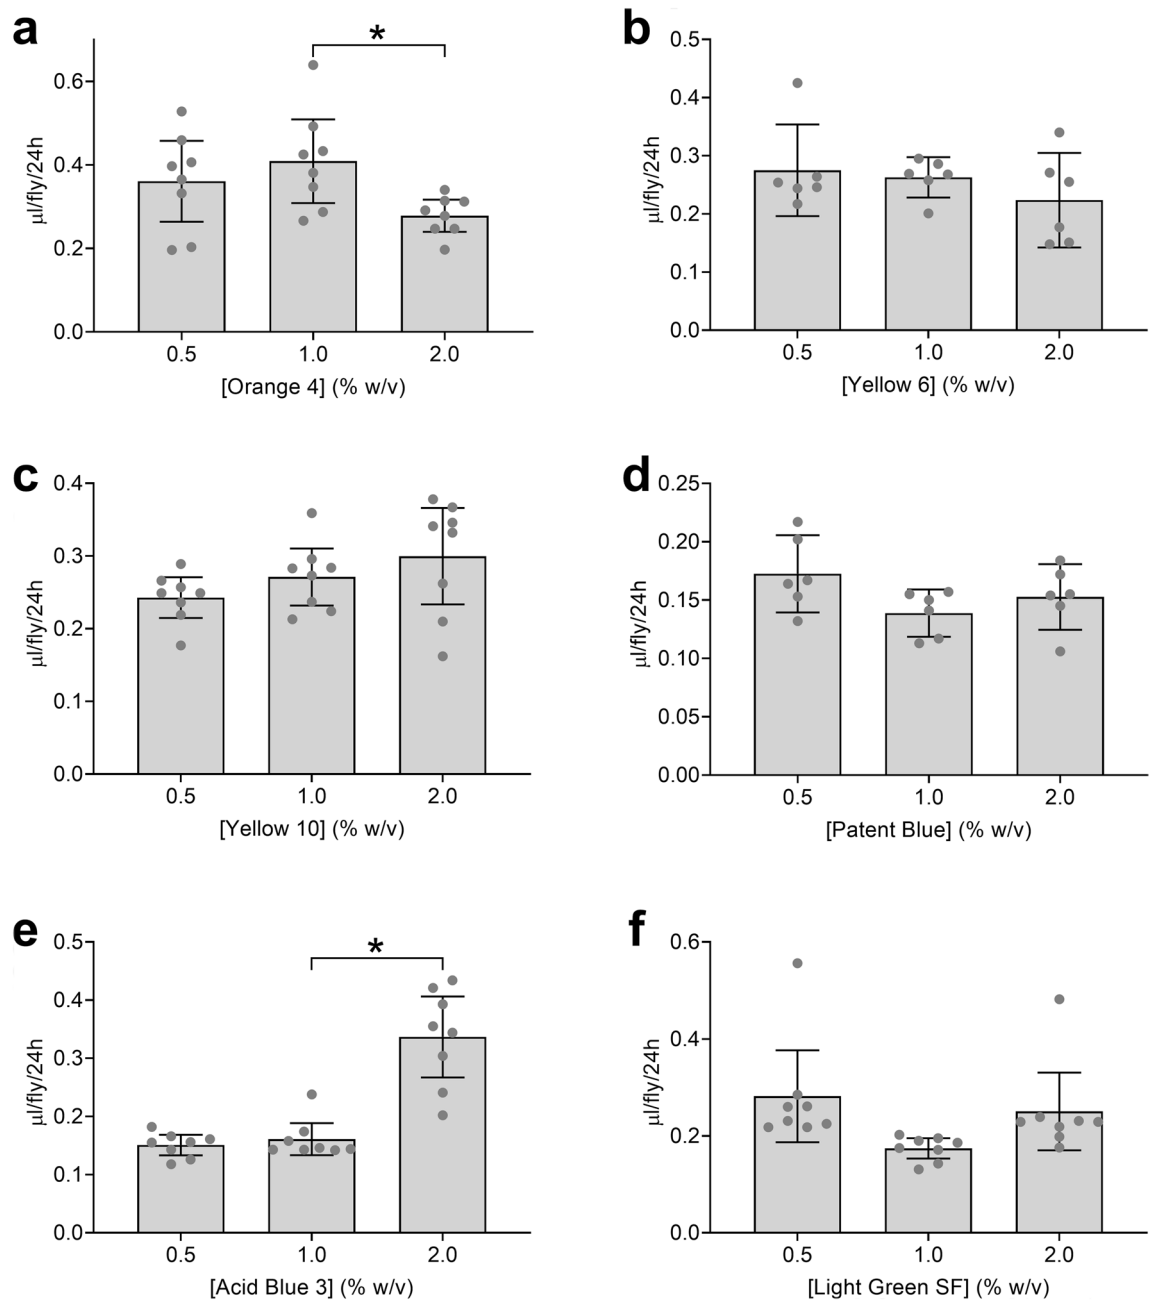 a
*
0.6
0.4
0.2
0.0
µl/fly/24h
0.5 1.0 2.0
[Orange 4] (% w/v)
b
0.5
0.4
0.3
0.2
0.1
0.0
µl/fly/24h
0.5 1.0 2.0
[Yellow 6] (% w/v)
c
0.4
0.3
0.2
0.1
0.0
µl/fly/24h
0.5 1.0 2.0
[Yellow 10] (% w/v)
d
0.25
0.20
0.15
0.10
0.05
0.00
µl/fly/24h
0.5 1.0 2.0
[Patent Blue] (% w/v)
e
*
0.5
0.4
0.3
0.2
0.1
0.0
µl/fly/24h
0.5 1.0 2.0
[Acid Blue 3] (% w/v)
f
0.6
0.4
0.2
0.0
µl/fly/24h
0.5 1.0 2.0
[Light Green SF] (% w/v)